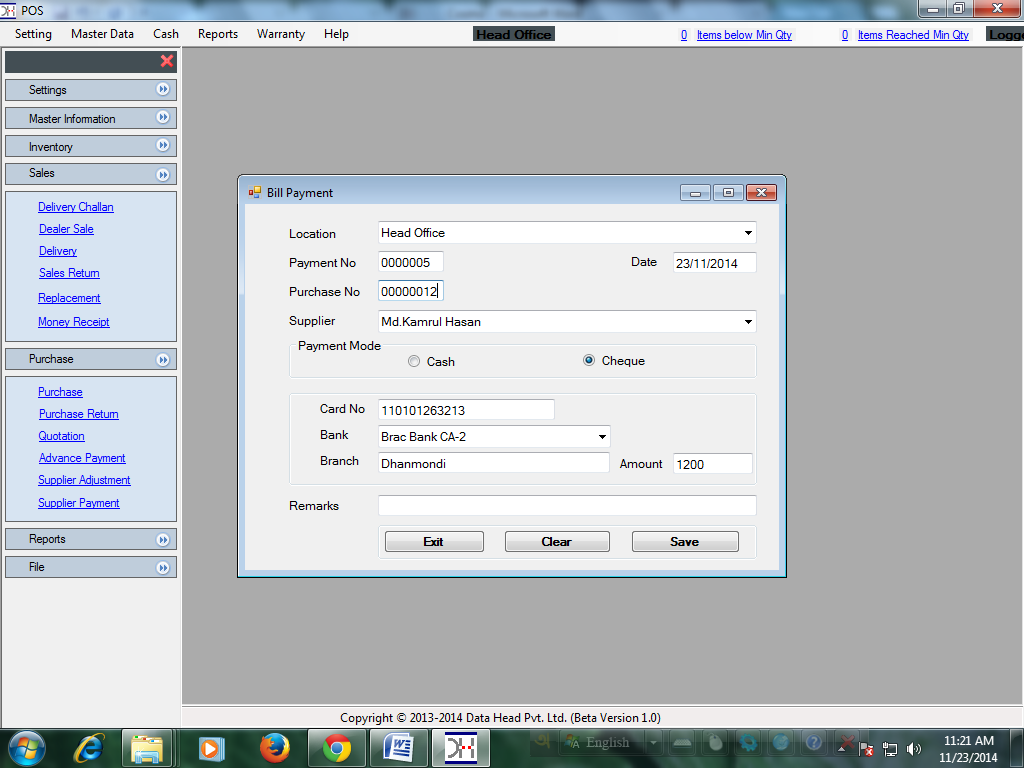 POS
Setting Master Data Cash Reports Warranty Help Head Office 0 Items below Min Qty 0 Items Reached Min Qty Logge
Settings
Master Information
Inventory
Sales
Delivery Challan
Dealer Sale
Delivery
Sales Return
Replacement
Money Receipt
Purchase
Purchase
Purchase Return
Quotation
Advance Payment
Supplier Adjustment
Supplier Payment
Reports
File
Bill Payment
Location Head Office
Payment No 0000005 Date 23/11/2014
Purchase No 00000012
Supplier Md.Kamrul Hasan
Payment Mode
Cash Cheque
Card No 110101263213
Bank Brac Bank CA-2
Branch Dhanmondi Amount 1200
Remarks
Exit Clear Save
Copyright © 2013-2014 Data Head Pvt. Ltd. (Beta Version 1.0)
English
11:21 AM
11/23/2014